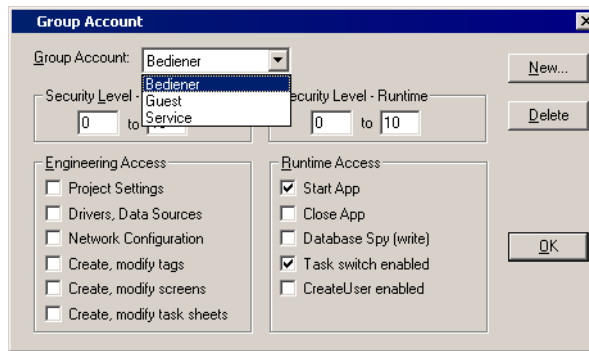 Group Account
Group Account: Bediener
Bediener
Guest
Service
New...
Delete
OK
Security Level -
0 to 10
ecurity Level - Runtime
0 to 10
Engineering Access
Project Settings
Drivers, Data Sources
Network Configuration
Create, modify tags
Create, modify screens
Create, modify task sheets
Runtime Access
Start App
Close App
Database Spy (write)
Task switch enabled
CreateUser enabled